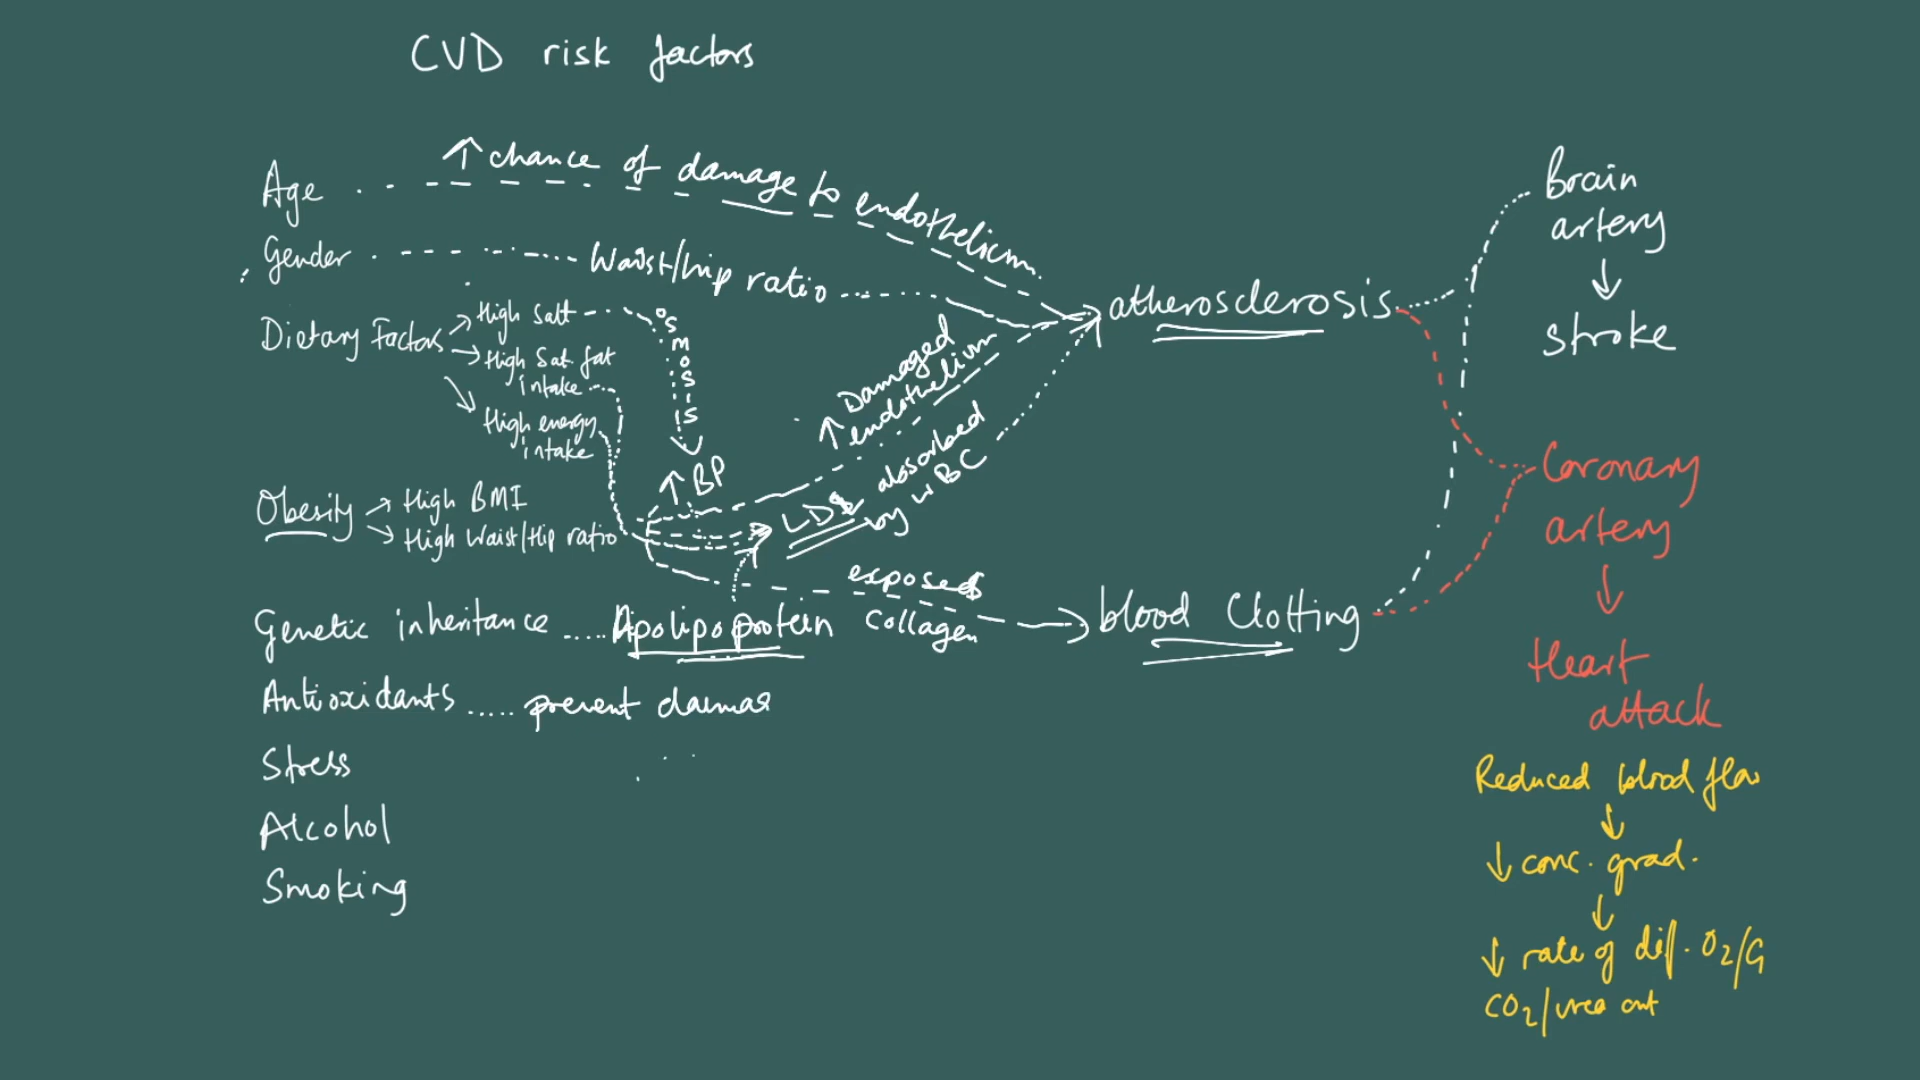 CVD risk factors
Age
↑ chance of damage to endothelium
Gender
Waist/hip ratio
Dietary Factors
High Salt
osmosis
High Sat. fat
intake
High energy
intake
↑ BP
Obesity
High BMI
High Waist/Hip ratio
↑ Damaged
endothelium
absorbed
by WBC
Genetic inheritance ..... Apolipoprotein
exposes
Collagen
Antioxidants ..... prevent
Stress
Alcohol
Smoking
atherosclerosis
blood Clotting
Brain
artery
↓
stroke
Coronary
artery
↓
Heart
attack
Reduced blood flow
↓
↓ conc. grad.
↓
↓ rate of diff. O2/G
CO2/urea out